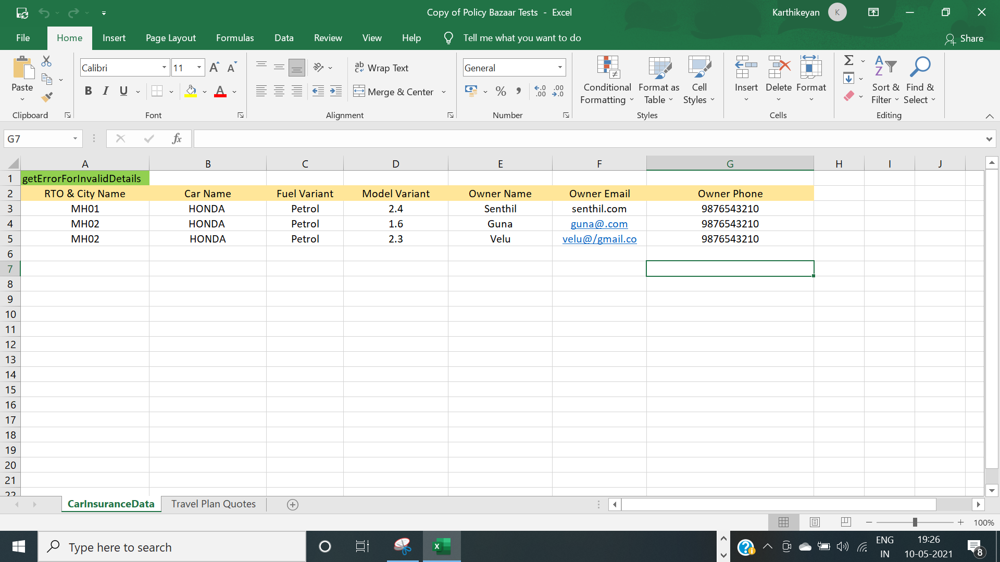 Copy of Policy Bazaar Tests - Excel
Karthikeyan K
File Home Insert Page Layout Formulas Data Review View Help Tell me what you want to do Share
Paste
Calibri 11
Wrap Text
General
B I U
Merge & Center
Conditional Formatting
Format as Table
Cell Styles
Insert Delete Format
Sort & Filter
Find & Select
Clipboard Font Alignment Number Styles Cells Editing
G7 fx
A B C D E F G H I J
1 getErrorForInvalidDetails
2 RTO & City Name Car Name Fuel Variant Model Variant Owner Name Owner Email Owner Phone
3 MH01 HONDA Petrol 2.4 Senthil senthil.com 9876543210
4 MH02 HONDA Petrol 1.6 Guna guna@.com 9876543210
5 MH02 HONDA Petrol 2.3 Velu velu@/gmail.co 9876543210
6
7
8
9
10
11
12
13
14
15
16
17
18
19
20
21
22
CarInsuranceData Travel Plan Quotes
100%
Type here to search
ENG 19:26
IN 10-05-2021 8